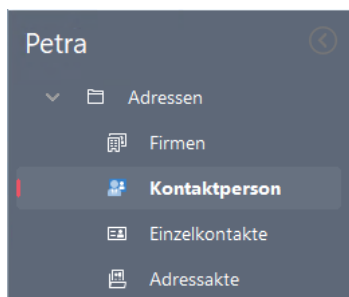 Petra
Adressen
Firmen
Kontaktperson
Einzelkontakte
Adressakte